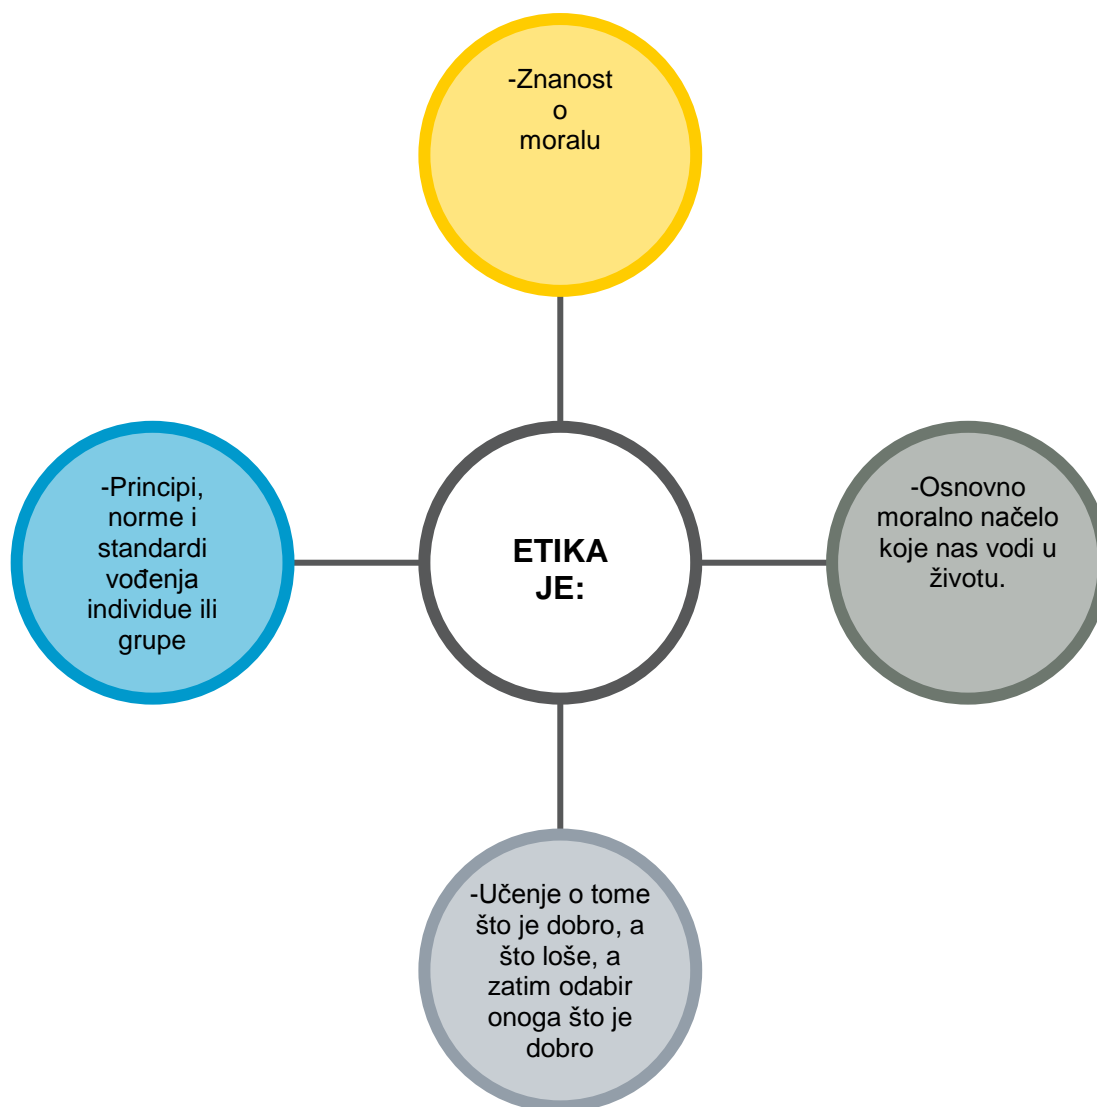 -Znanost
o
moralu
-Principi,
norme i
standardi
vođenja
individue ili
grupe
ETIKA
JE:
-Osnovno
moralno načelo
koje nas vodi u
životu.
-Učenje o tome
što je dobro, a
što loše, a
zatim odabir
onoga što je
dobro